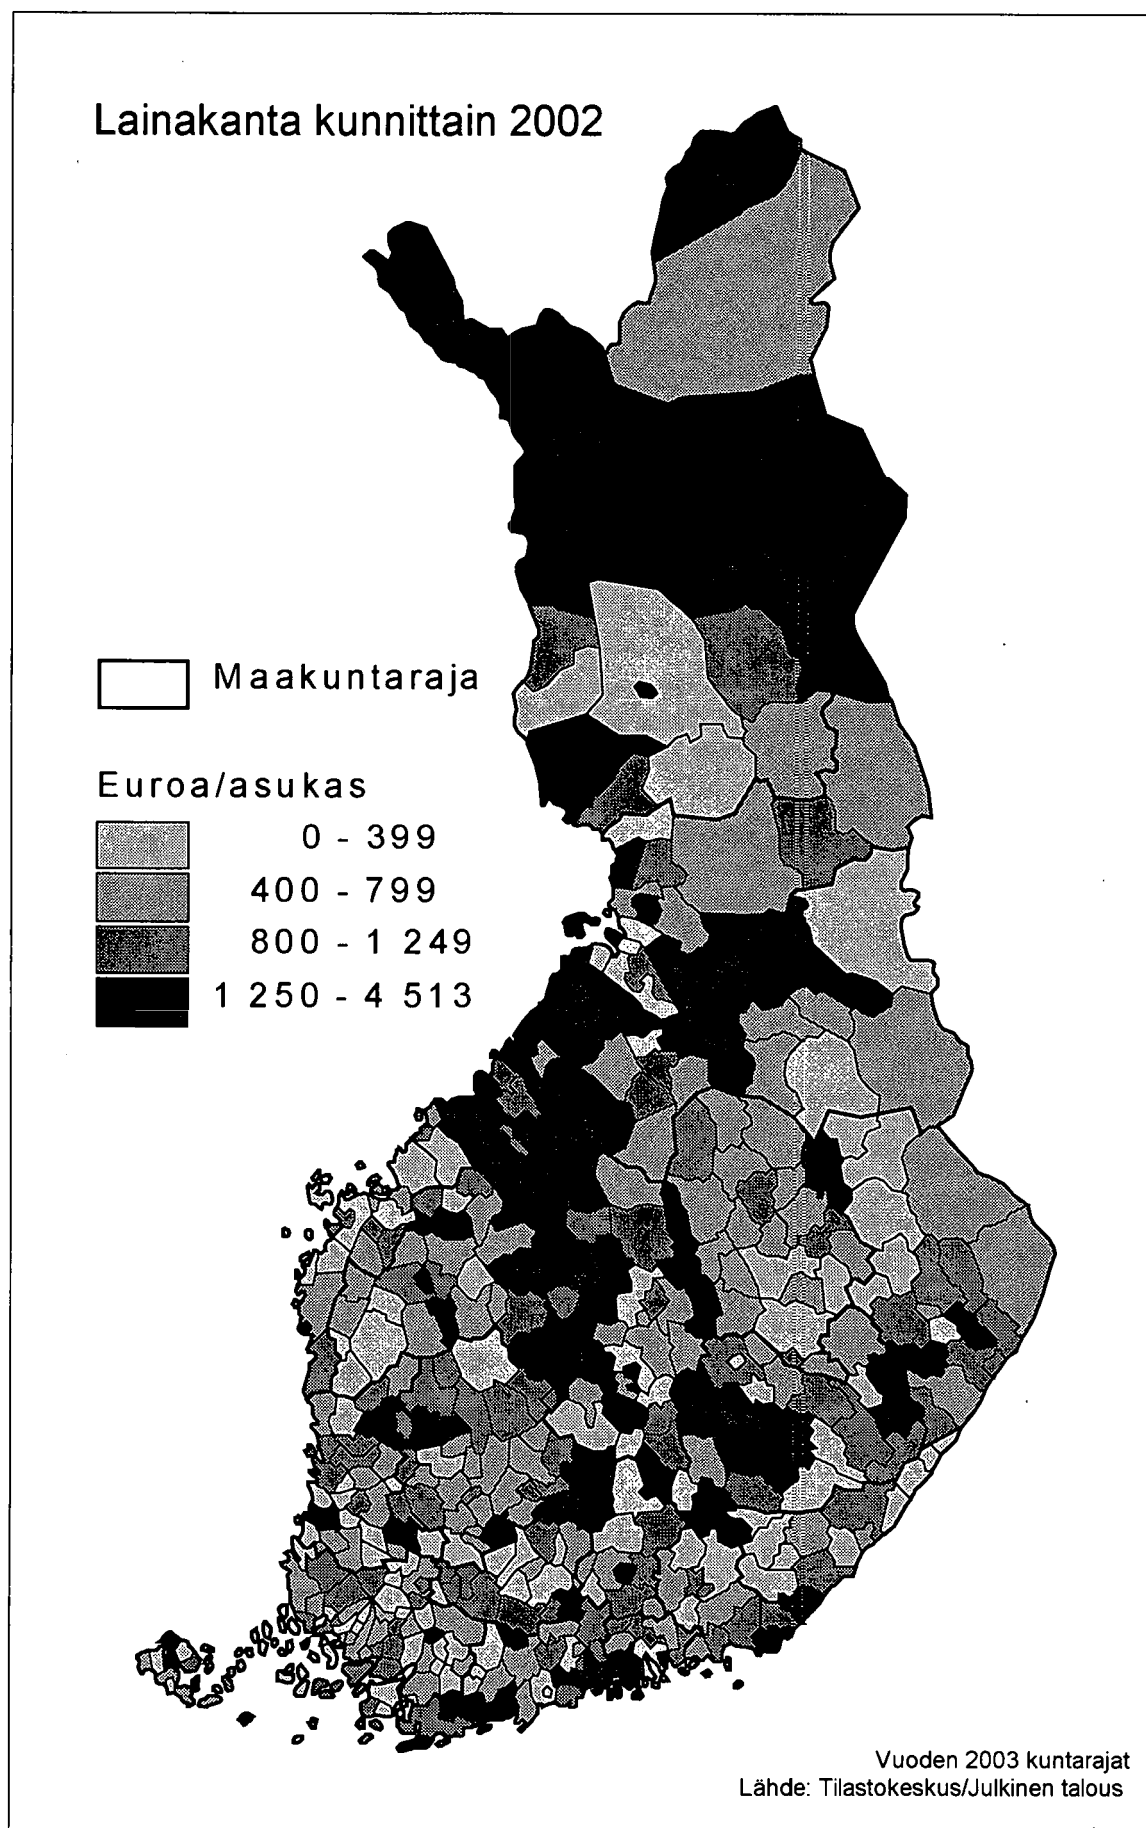 Lainakanta kunnittain 2002
Maakuntaraja
Euroa/asukas
0 - 399
400 - 799
800 - 1 249
1 250 - 4 513
Vuoden 2003 kuntarajat
Lähde: Tilastokeskus/Julkinen talous